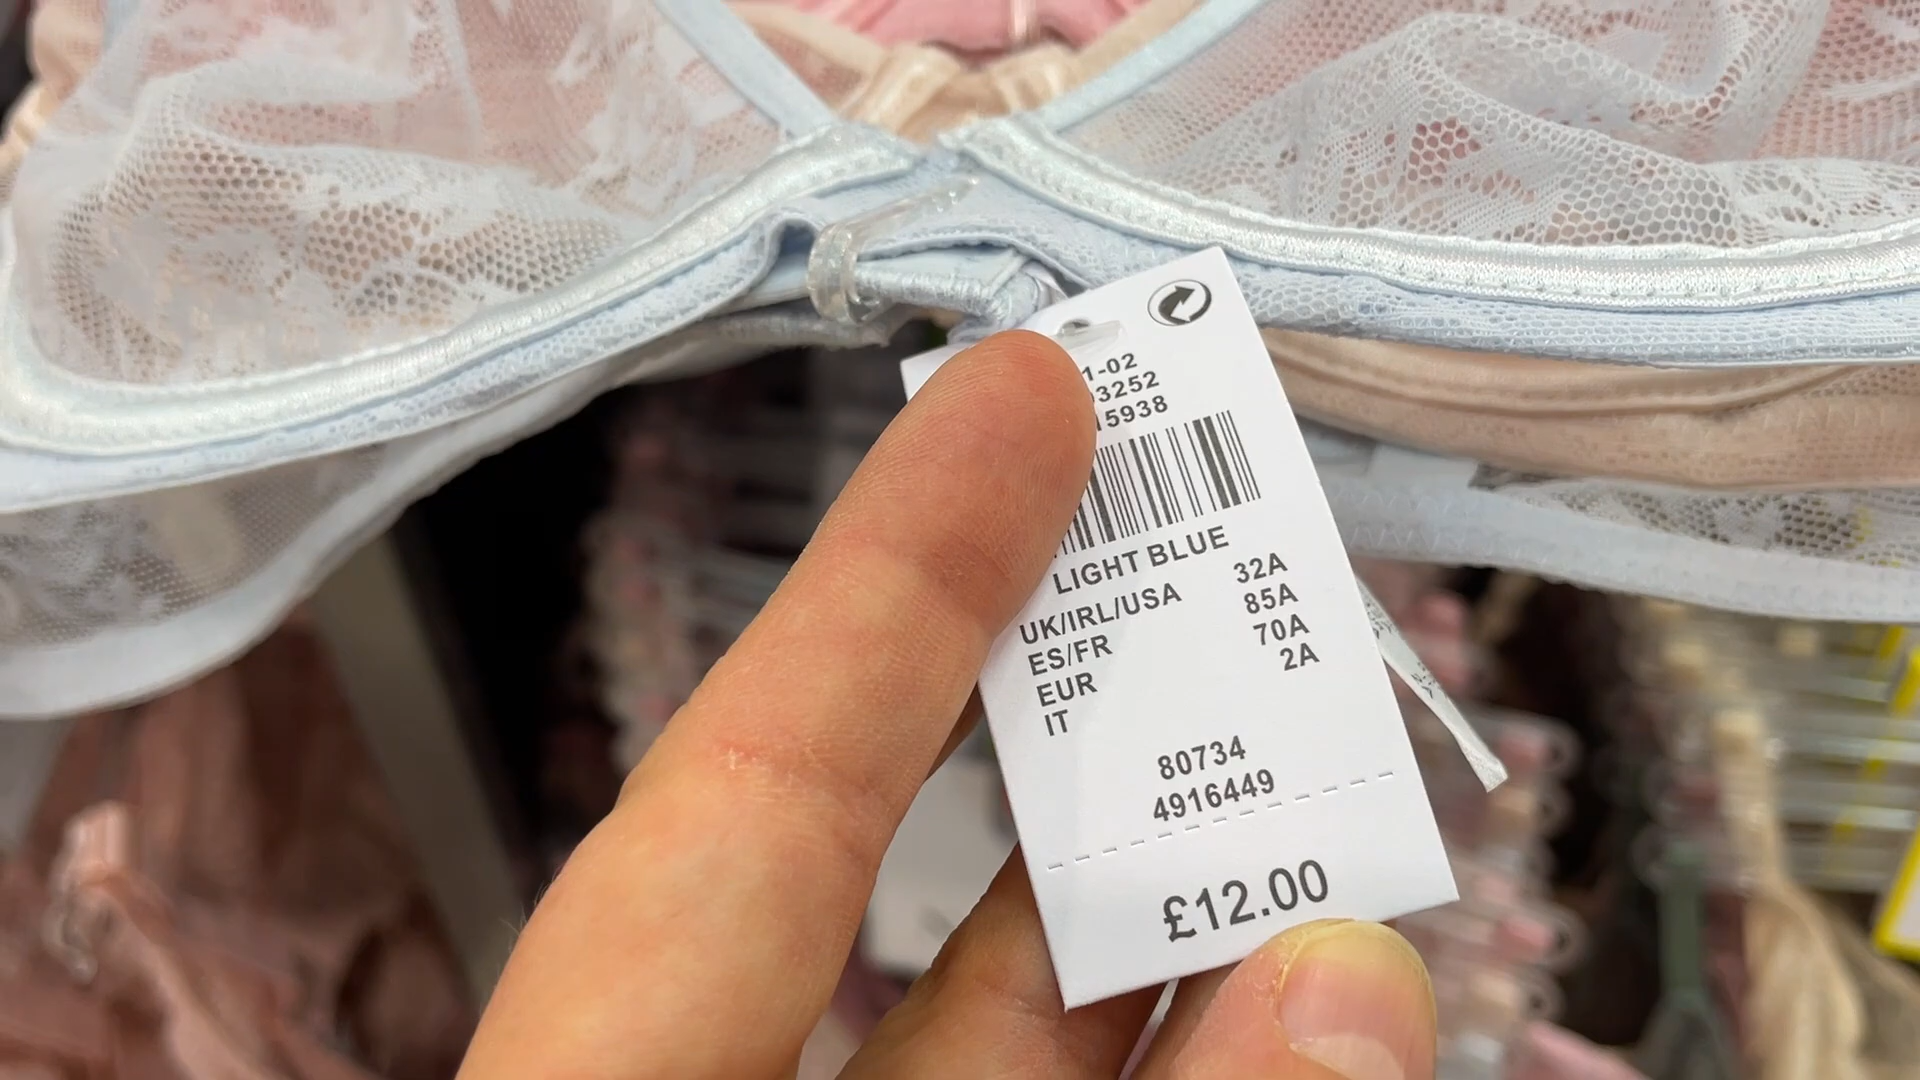 1-02
3252
15938
LIGHT BLUE
UK/IRL/USA 32A
ES/FR 85A
EUR 70A
IT 2A
80734
4916449
£12.00